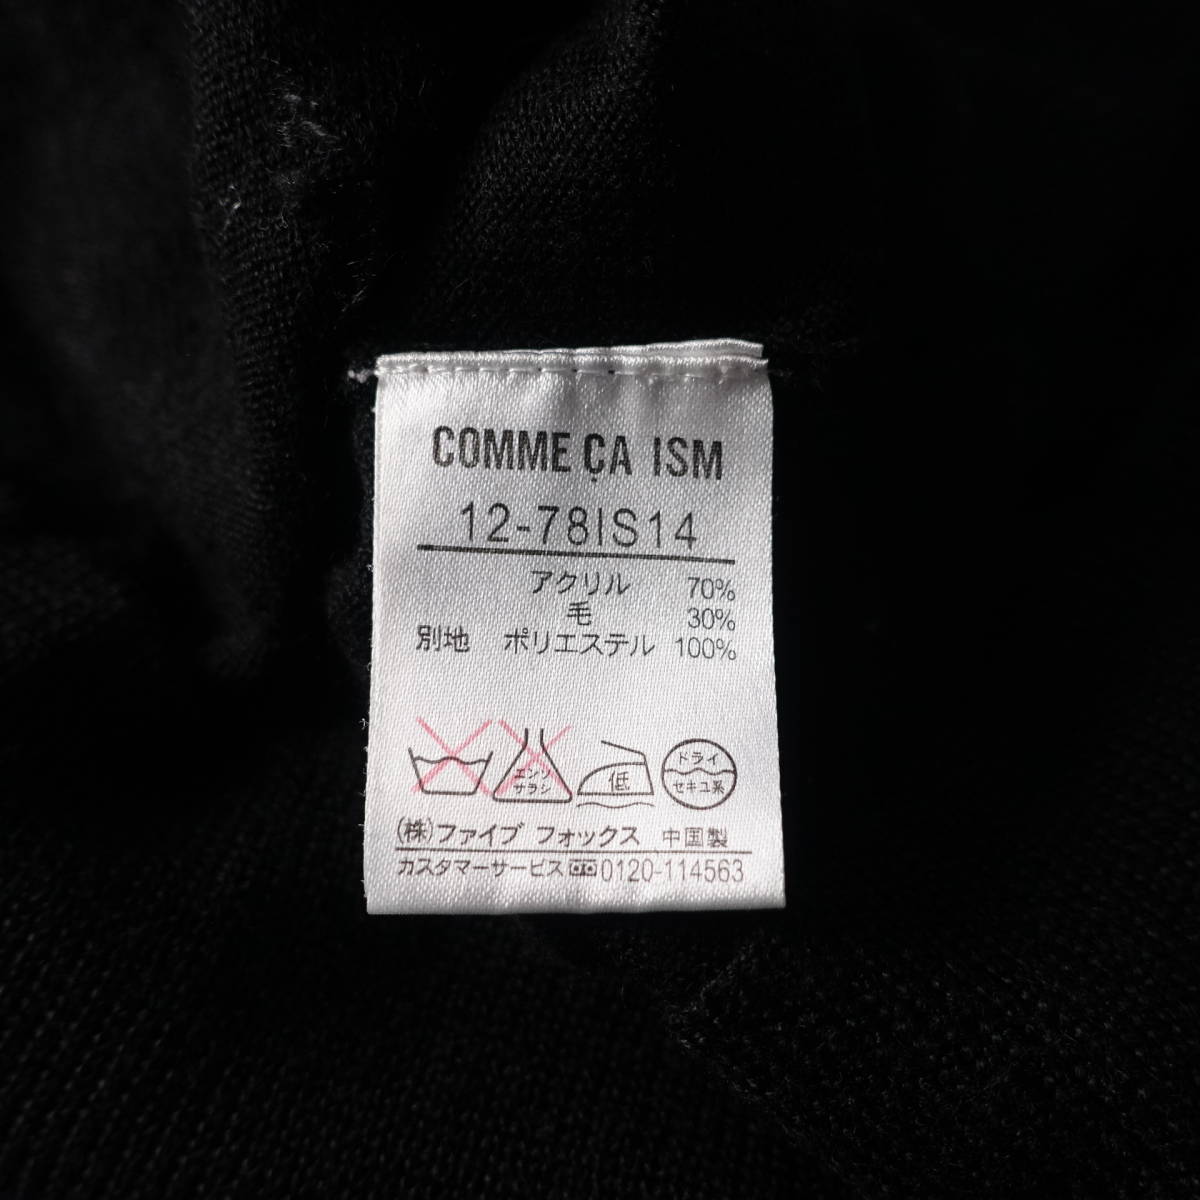 COMME ÇA ISM
12-78IS14
アクリル 70%
毛 30%
別地 ポリエステル 100%
エンソ
サラシ
低
ドライ
セキユ系
(株)ファイブ フォックス 中国製
カスタマーサービス 0120-114563